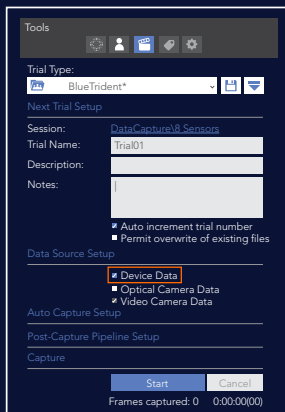 Tools
Trial Type:
BlueTrident*
Next Trial Setup
Session: DataCapture\8 Sensors
Trial Name: Trial01
Description:
Notes:
Auto increment trial number
Permit overwrite of existing files
Data Source Setup
Device Data
Optical Camera Data
Video Camera Data
Auto Capture Setup
Post-Capture Pipeline Setup
Capture
Start Cancel
Frames captured: 0 0:00:00(00)